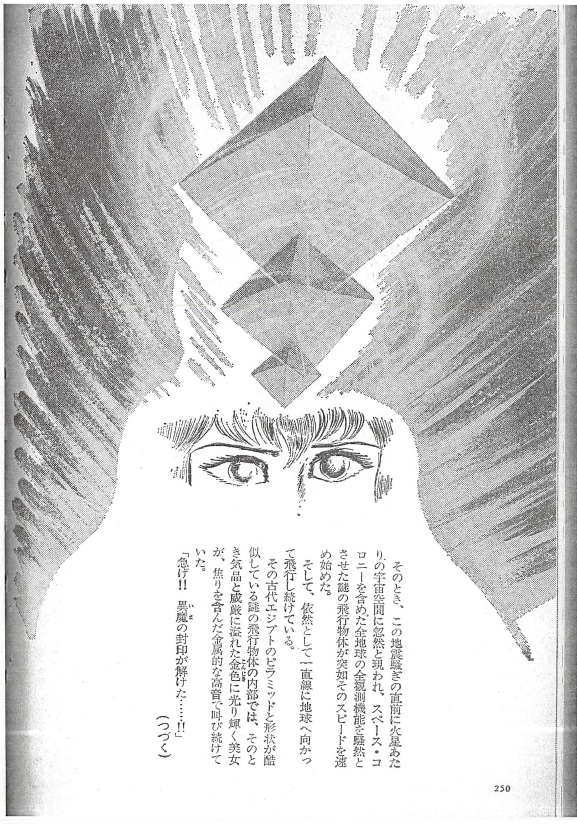 そのとき、この地震騒ぎの直前に火星あた
りの宇宙空間に忽然と現われ、スペース・コ
ロニーを含めた全地球の全観測機能を騒然と
させた謎の飛行物体が突如そのスピードを速
め始めた。
そして、依然として一直線に地球へ向かっ
て飛行し続けている。
その古代エジプトのピラミッドと形状が酷
似している謎の飛行物体の内部では、そのと
こんじき
き気品と威厳に溢れた金色に光り輝く美女
が、焦りを含んだ金属的な高音で叫び続けて
いた。
いま
「急げ!! 異魔の封印が解けた……!!」
(つづく)
250